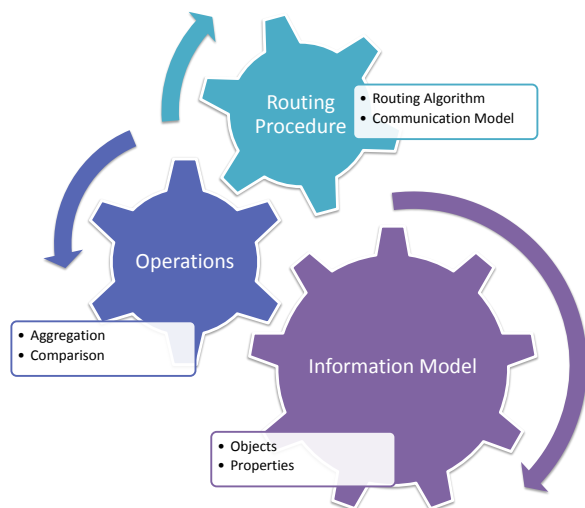 Routing
Procedure
• Routing Algorithm
• Communication Model
Operations
• Aggregation
• Comparison
Information Model
• Objects
• Properties